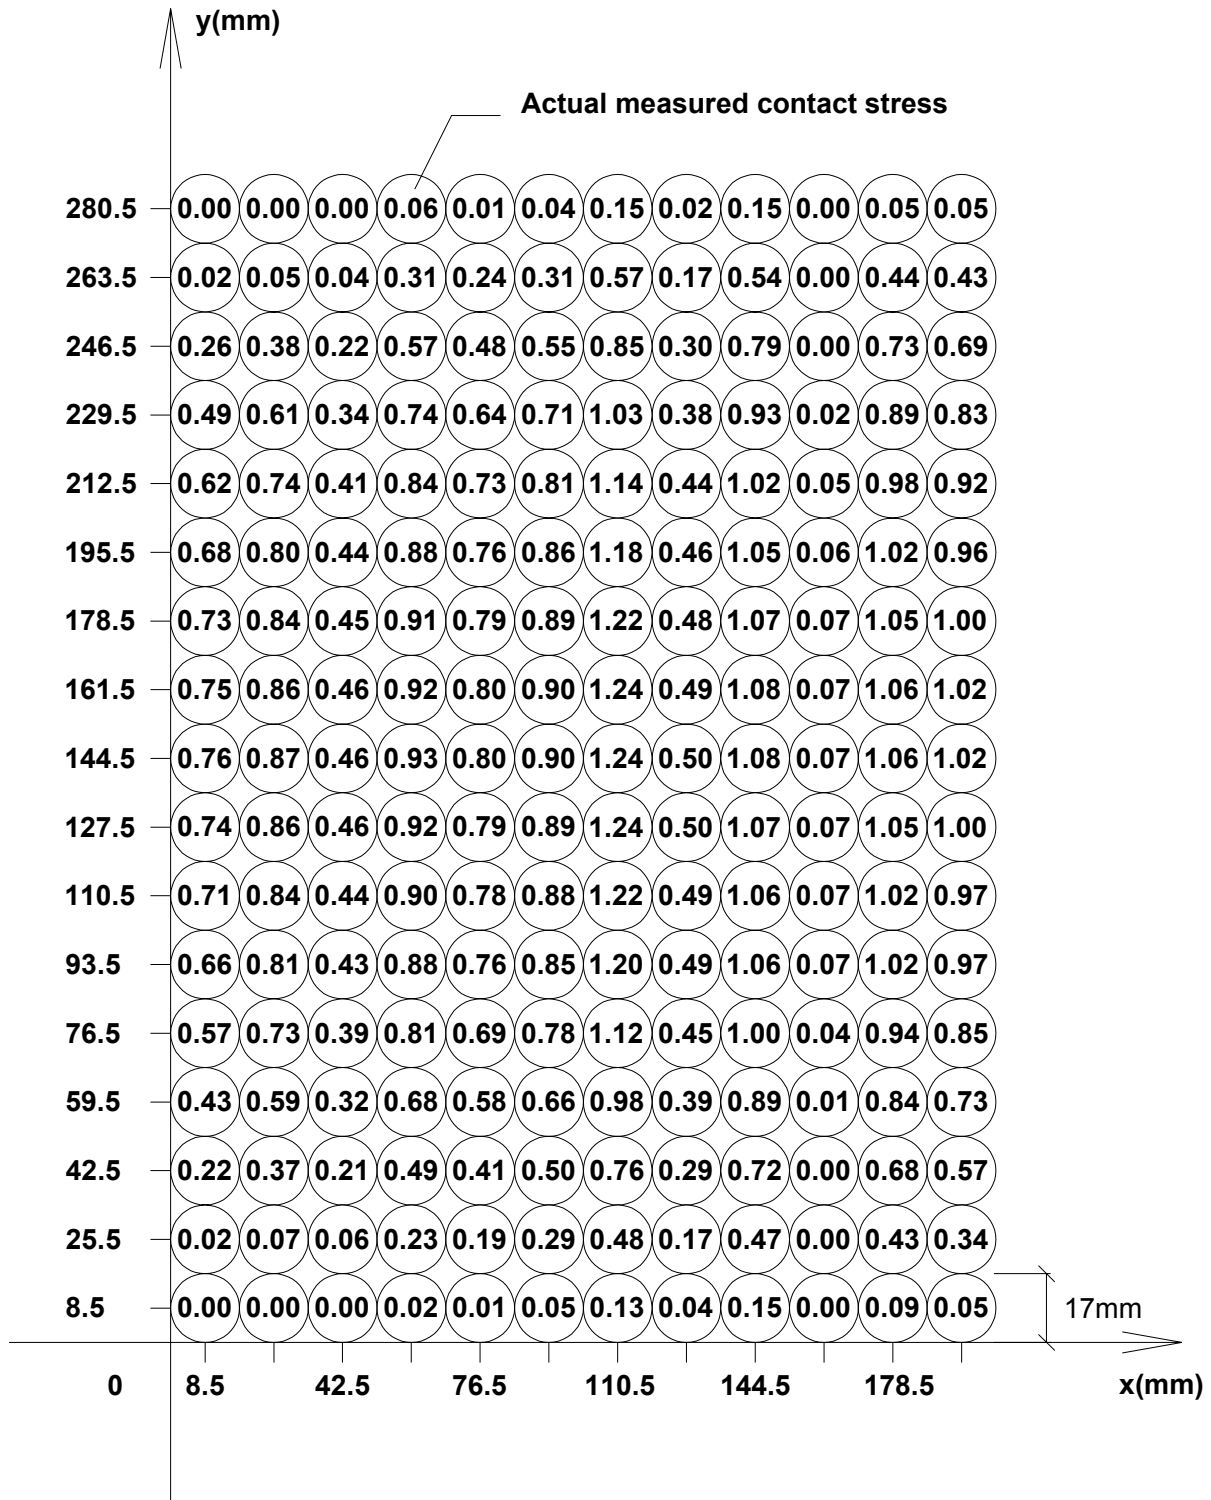 y(mm)
Actual measured contact stress
280.5 0.00 0.00 0.00 0.06 0.01 0.04 0.15 0.02 0.15 0.00 0.05 0.05
263.5 0.02 0.05 0.04 0.31 0.24 0.31 0.57 0.17 0.54 0.00 0.44 0.43
246.5 0.26 0.38 0.22 0.57 0.48 0.55 0.85 0.30 0.79 0.00 0.73 0.69
229.5 0.49 0.61 0.34 0.74 0.64 0.71 1.03 0.38 0.93 0.02 0.89 0.83
212.5 0.62 0.74 0.41 0.84 0.73 0.81 1.14 0.44 1.02 0.05 0.98 0.92
195.5 0.68 0.80 0.44 0.88 0.76 0.86 1.18 0.46 1.05 0.06 1.02 0.96
178.5 0.73 0.84 0.45 0.91 0.79 0.89 1.22 0.48 1.07 0.07 1.05 1.00
161.5 0.75 0.86 0.46 0.92 0.80 0.90 1.24 0.49 1.08 0.07 1.06 1.02
144.5 0.76 0.87 0.46 0.93 0.80 0.90 1.24 0.50 1.08 0.07 1.06 1.02
127.5 0.74 0.86 0.46 0.92 0.79 0.89 1.24 0.50 1.07 0.07 1.05 1.00
110.5 0.71 0.84 0.44 0.90 0.78 0.88 1.22 0.49 1.06 0.07 1.02 0.97
93.5 0.66 0.81 0.43 0.88 0.76 0.85 1.20 0.49 1.06 0.07 1.02 0.97
76.5 0.57 0.73 0.39 0.81 0.69 0.78 1.12 0.45 1.00 0.04 0.94 0.85
59.5 0.43 0.59 0.32 0.68 0.58 0.66 0.98 0.39 0.89 0.01 0.84 0.73
42.5 0.22 0.37 0.21 0.49 0.41 0.50 0.76 0.29 0.72 0.00 0.68 0.57
25.5 0.02 0.07 0.06 0.23 0.19 0.29 0.48 0.17 0.47 0.00 0.43 0.34
8.5 0.00 0.00 0.00 0.02 0.01 0.05 0.13 0.04 0.15 0.00 0.09 0.05 17mm
0 8.5 42.5 76.5 110.5 144.5 178.5 x(mm)